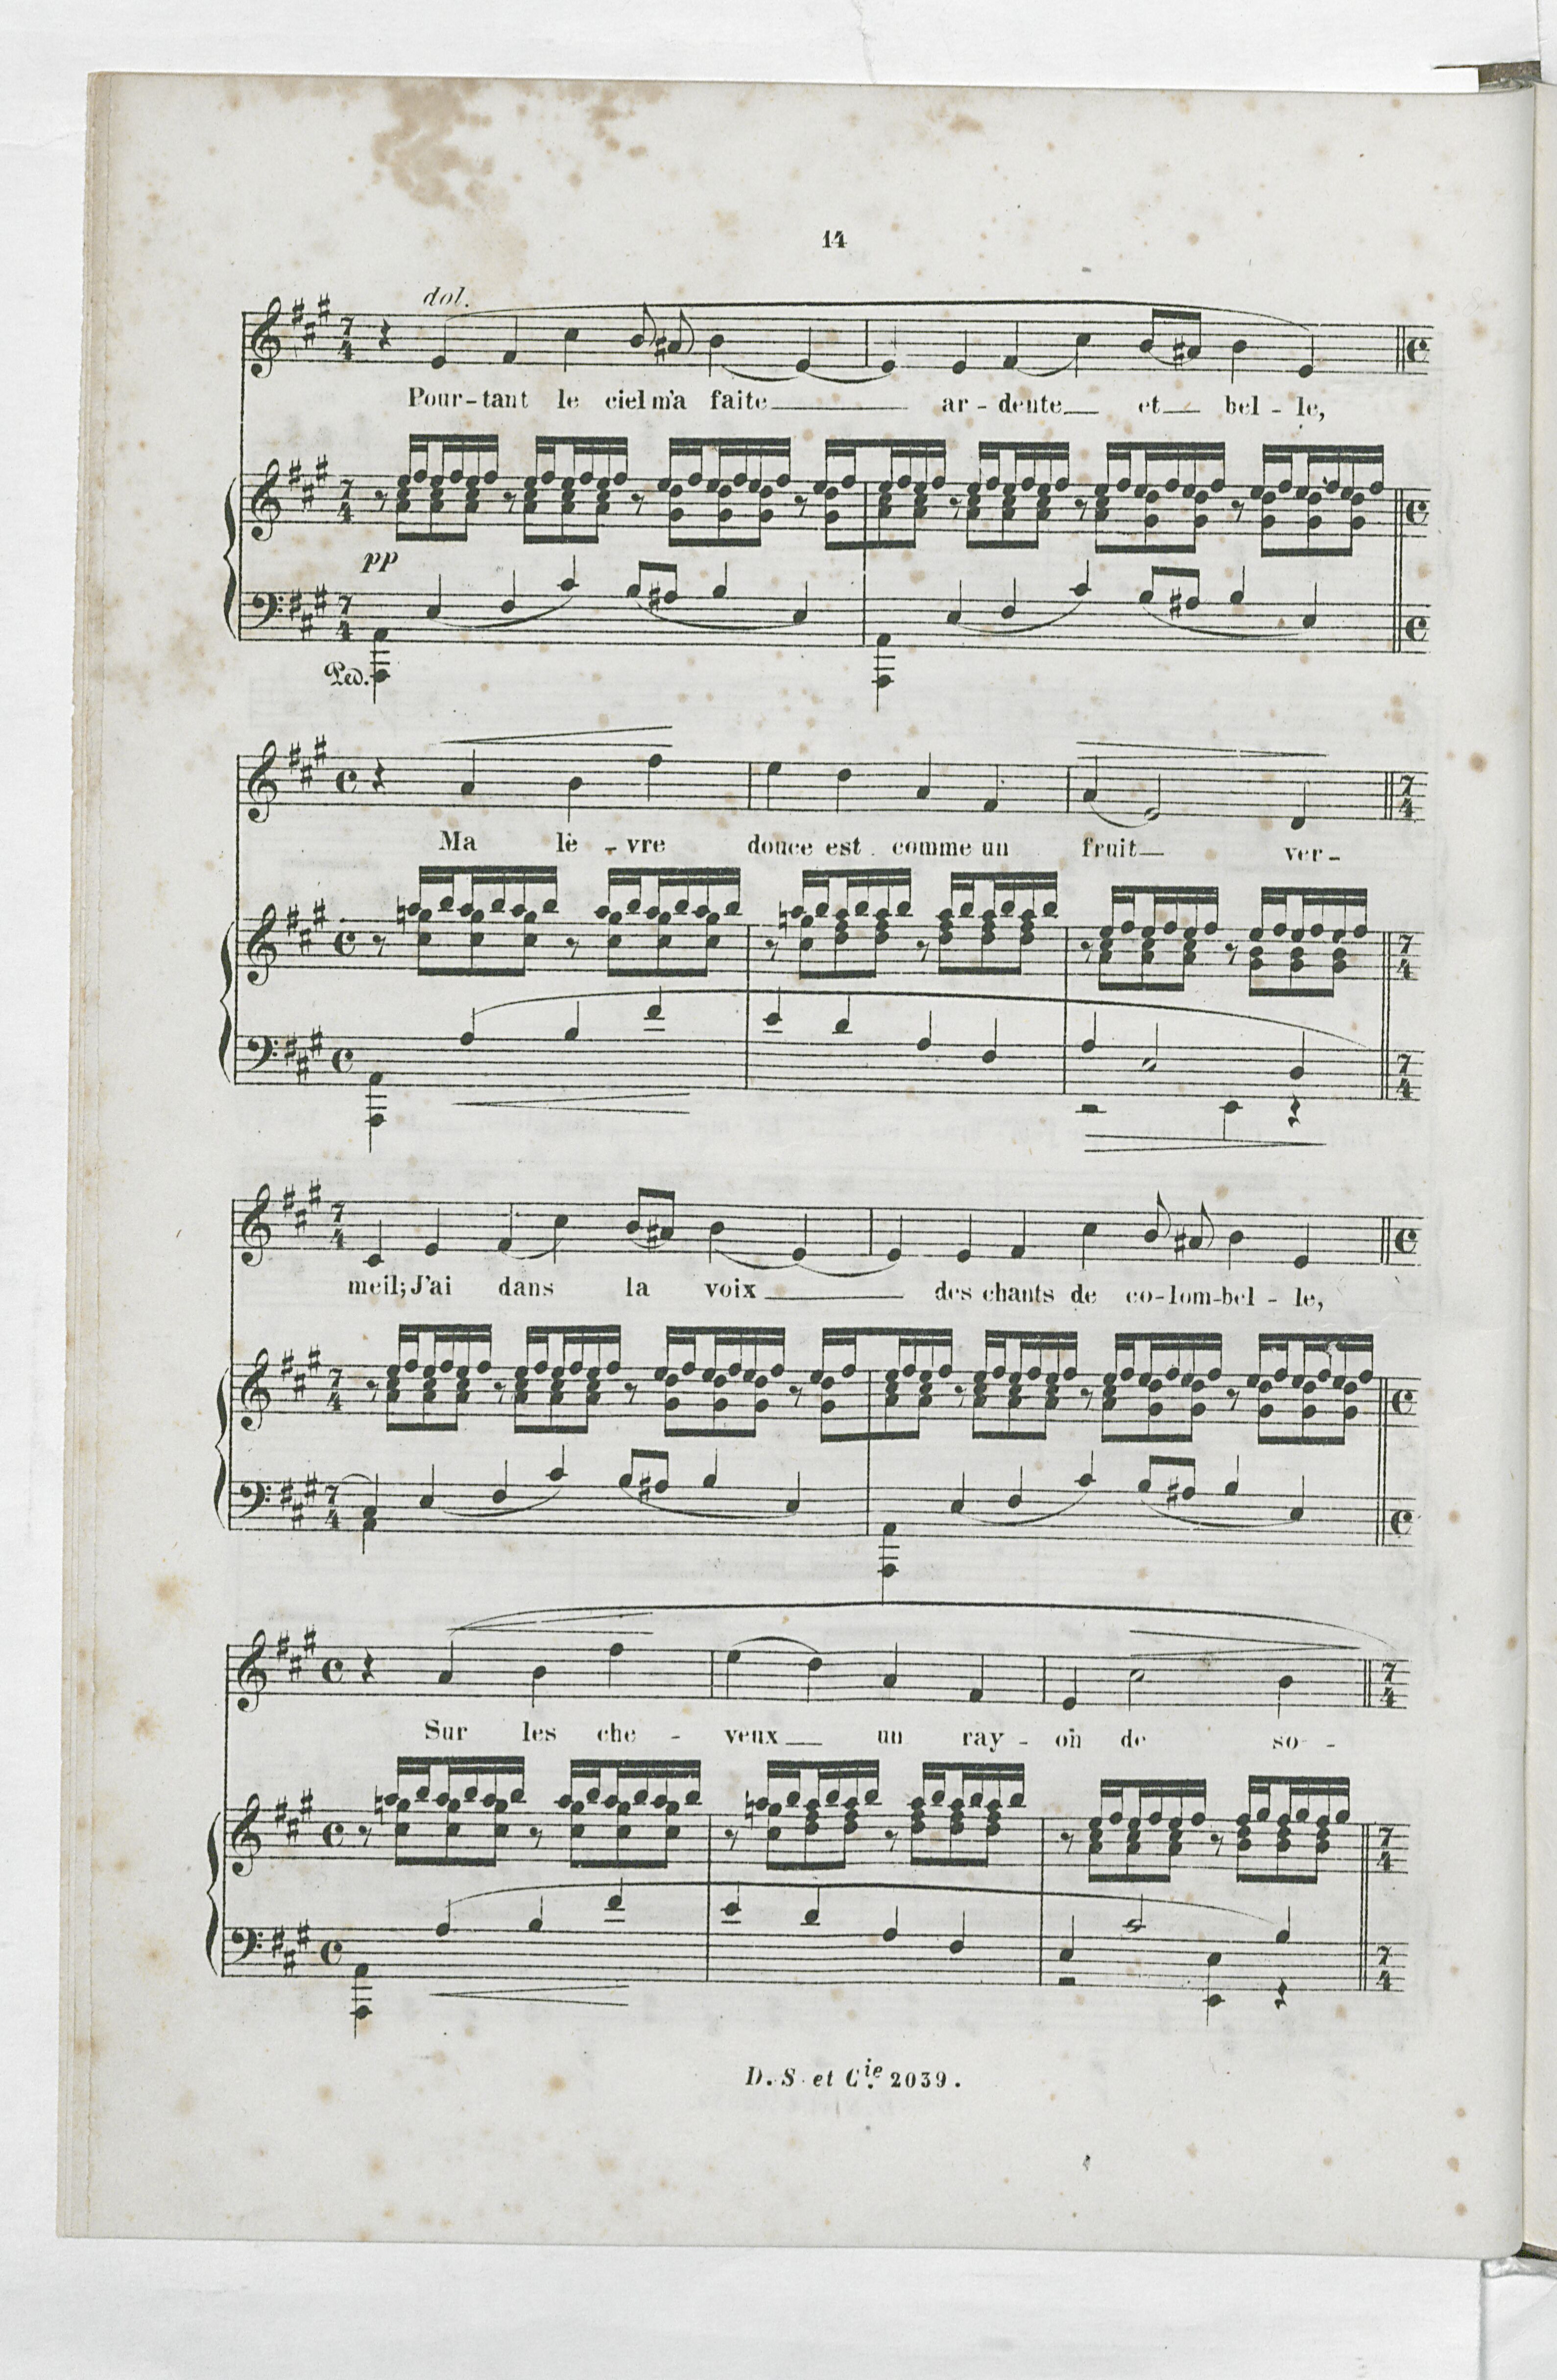 14
dol.
Pour-tant le ciel m'a faite ar-dente et bel-le,
pp
Ped.
Ma lè-vre douce est comme un fruit ver-
meil; J'ai dans la voix des chants de co-lom-bel-le,
Sur les che-veux un ray-on de so-
D. S. et Cie. 2039.